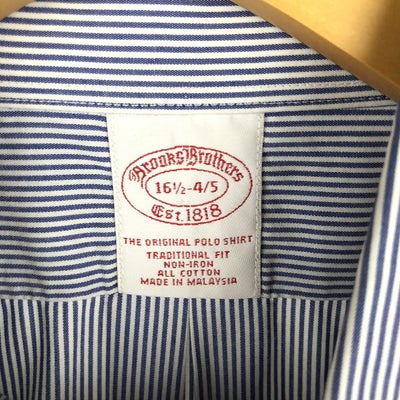 Brooks Brothers
16½-4/5
Est. 1818
THE ORIGINAL POLO SHIRT
TRADITIONAL FIT
NON-IRON
ALL COTTON
MADE IN MALAYSIA